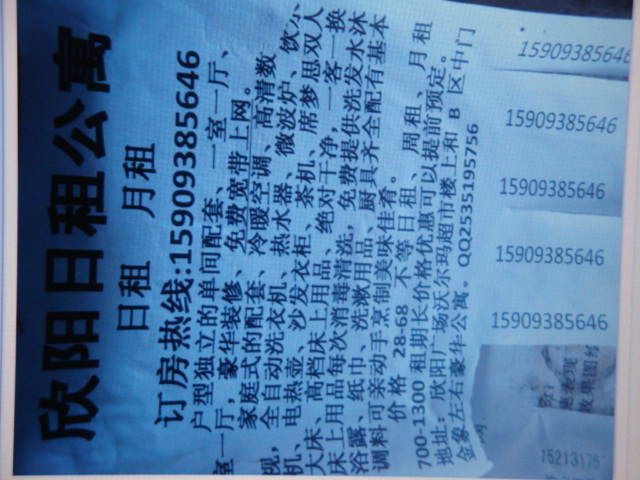 欣阳日租公寓
日租 月租
订房热线:15909385646
户型独立的单间配套、一室一厅、
室一厅，豪华装修、免费宽带上网。
家庭式的配套、冷暖空调、高清数
视，全自动洗衣机、热水器、微波炉、饮水
机、电热壶、沙发衣柜、茶机、席梦思双人
大床、高档床上用品、绝对干净，一客一换
床上用品每次消毒清洗，免费提供洗发水沐
浴露、纸巾、洗漱用品、厨具齐全配有基本
调料可亲动手烹制美味佳肴。
价格 28-68 不等日租、周租、月租
700-1300 租期长价格优惠可以提前预定。
地址：欣阳广场沃尔玛超市楼上和 B 区中门
金象左右豪华公寓。QQ2535195756
15909385646
15909385646
15909385646
15909385646
15909385646
速表现
效果图